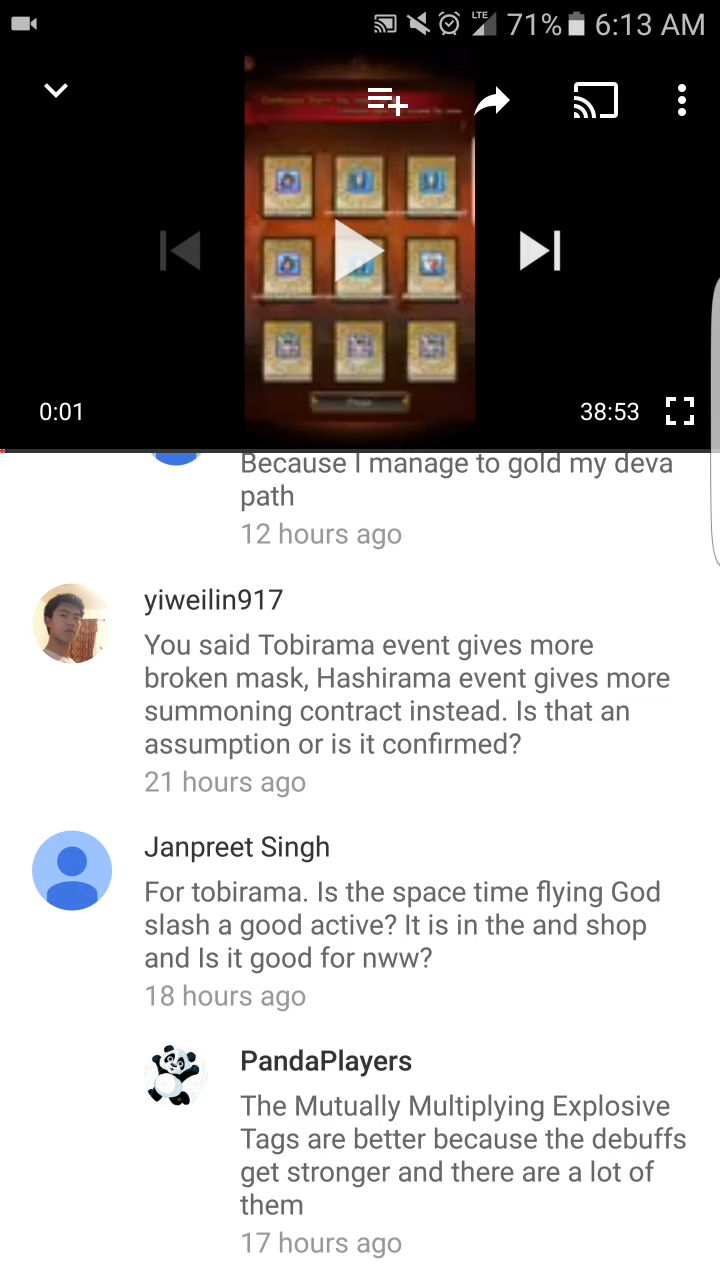 LTE 71% 6:13 AM
0:01
38:53
Because I manage to gold my deva
path
12 hours ago
yiweilin917
You said Tobirama event gives more
broken mask, Hashirama event gives more
summoning contract instead. Is that an
assumption or is it confirmed?
21 hours ago
Janpreet Singh
For tobirama. Is the space time flying God
slash a good active? It is in the and shop
and Is it good for nww?
18 hours ago
PandaPlayers
The Mutually Multiplying Explosive
Tags are better because the debuffs
get stronger and there are a lot of
them
17 hours ago